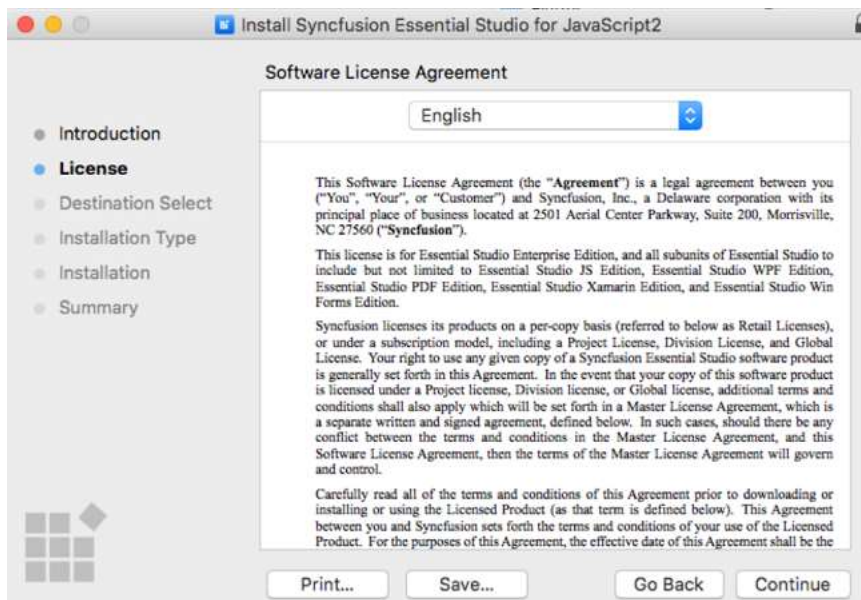 Install Syncfusion Essential Studio for JavaScript2
Software License Agreement
Introduction
License
Destination Select
Installation Type
Installation
Summary
English
This Software License Agreement (the “Agreement”) is a legal agreement between you
(“You”, “Your”, or “Customer”) and Syncfusion, Inc., a Delaware corporation with its
principal place of business located at 2501 Aerial Center Parkway, Suite 200, Morrisville,
NC 27560 (“Syncfusion”).
This license is for Essential Studio Enterprise Edition, and all subunits of Essential Studio to
include but not limited to Essential Studio JS Edition, Essential Studio WPF Edition,
Essential Studio PDF Edition, Essential Studio Xamarin Edition, and Essential Studio Win
Forms Edition.
Syncfusion licenses its products on a per-copy basis (referred to below as Retail Licenses),
or under a subscription model, including a Project License, Division License, and Global
License. Your right to use any given copy of a Syncfusion Essential Studio software product
is generally set forth in this Agreement. In the event that your copy of this software product
is licensed under a Project license, Division license, or Global license, additional terms and
conditions shall also apply which will be set forth in a Master License Agreement, which is
a separate written and signed agreement, defined below. In such cases, should there be any
conflict between the terms and conditions in the Master License Agreement, and this
Software License Agreement, then the terms of the Master License Agreement will govern
and control.
Carefully read all of the terms and conditions of this Agreement prior to downloading or
installing or using the Licensed Product (as that term is defined below). This Agreement
between you and Syncfusion sets forth the terms and conditions of your use of the Licensed
Product. For the purposes of this Agreement, the effective date of this Agreement shall be the
Print...
Save...
Go Back
Continue